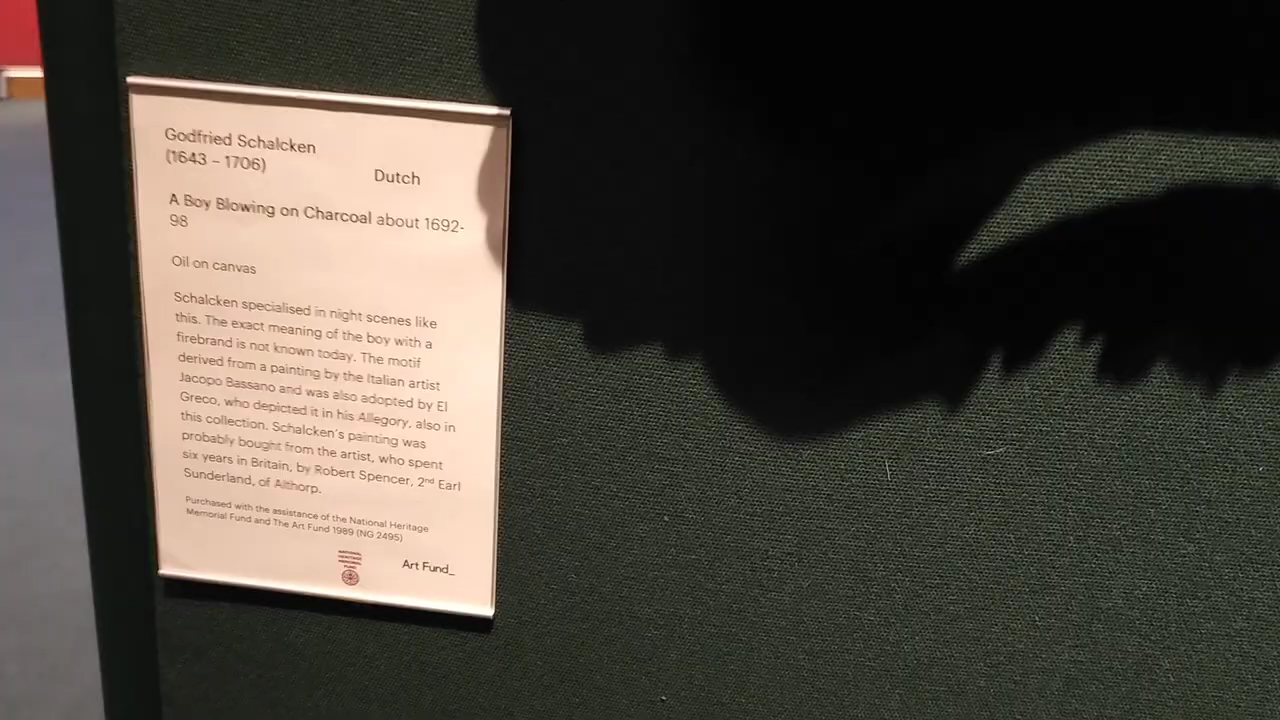 Godfried Schalcken
(1643 – 1706)
Dutch
A Boy Blowing on Charcoal about 1692-
98
Oil on canvas
Schalcken specialised in night scenes like
this. The exact meaning of the boy with a
firebrand is not known today. The motif
derived from a painting by the Italian artist
Jacopo Bassano and was also adopted by El
Greco, who depicted it in his Allegory, also in
this collection. Schalcken's painting was
probably bought from the artist, who spent
six years in Britain, by Robert Spencer, 2nd Earl
Sunderland, of Althorp.
Purchased with the assistance of the National Heritage
Memorial Fund and The Art Fund 1989 (NG 2495)
NATIONAL
HERITAGE
MEMORIAL
FUND
Art Fund_